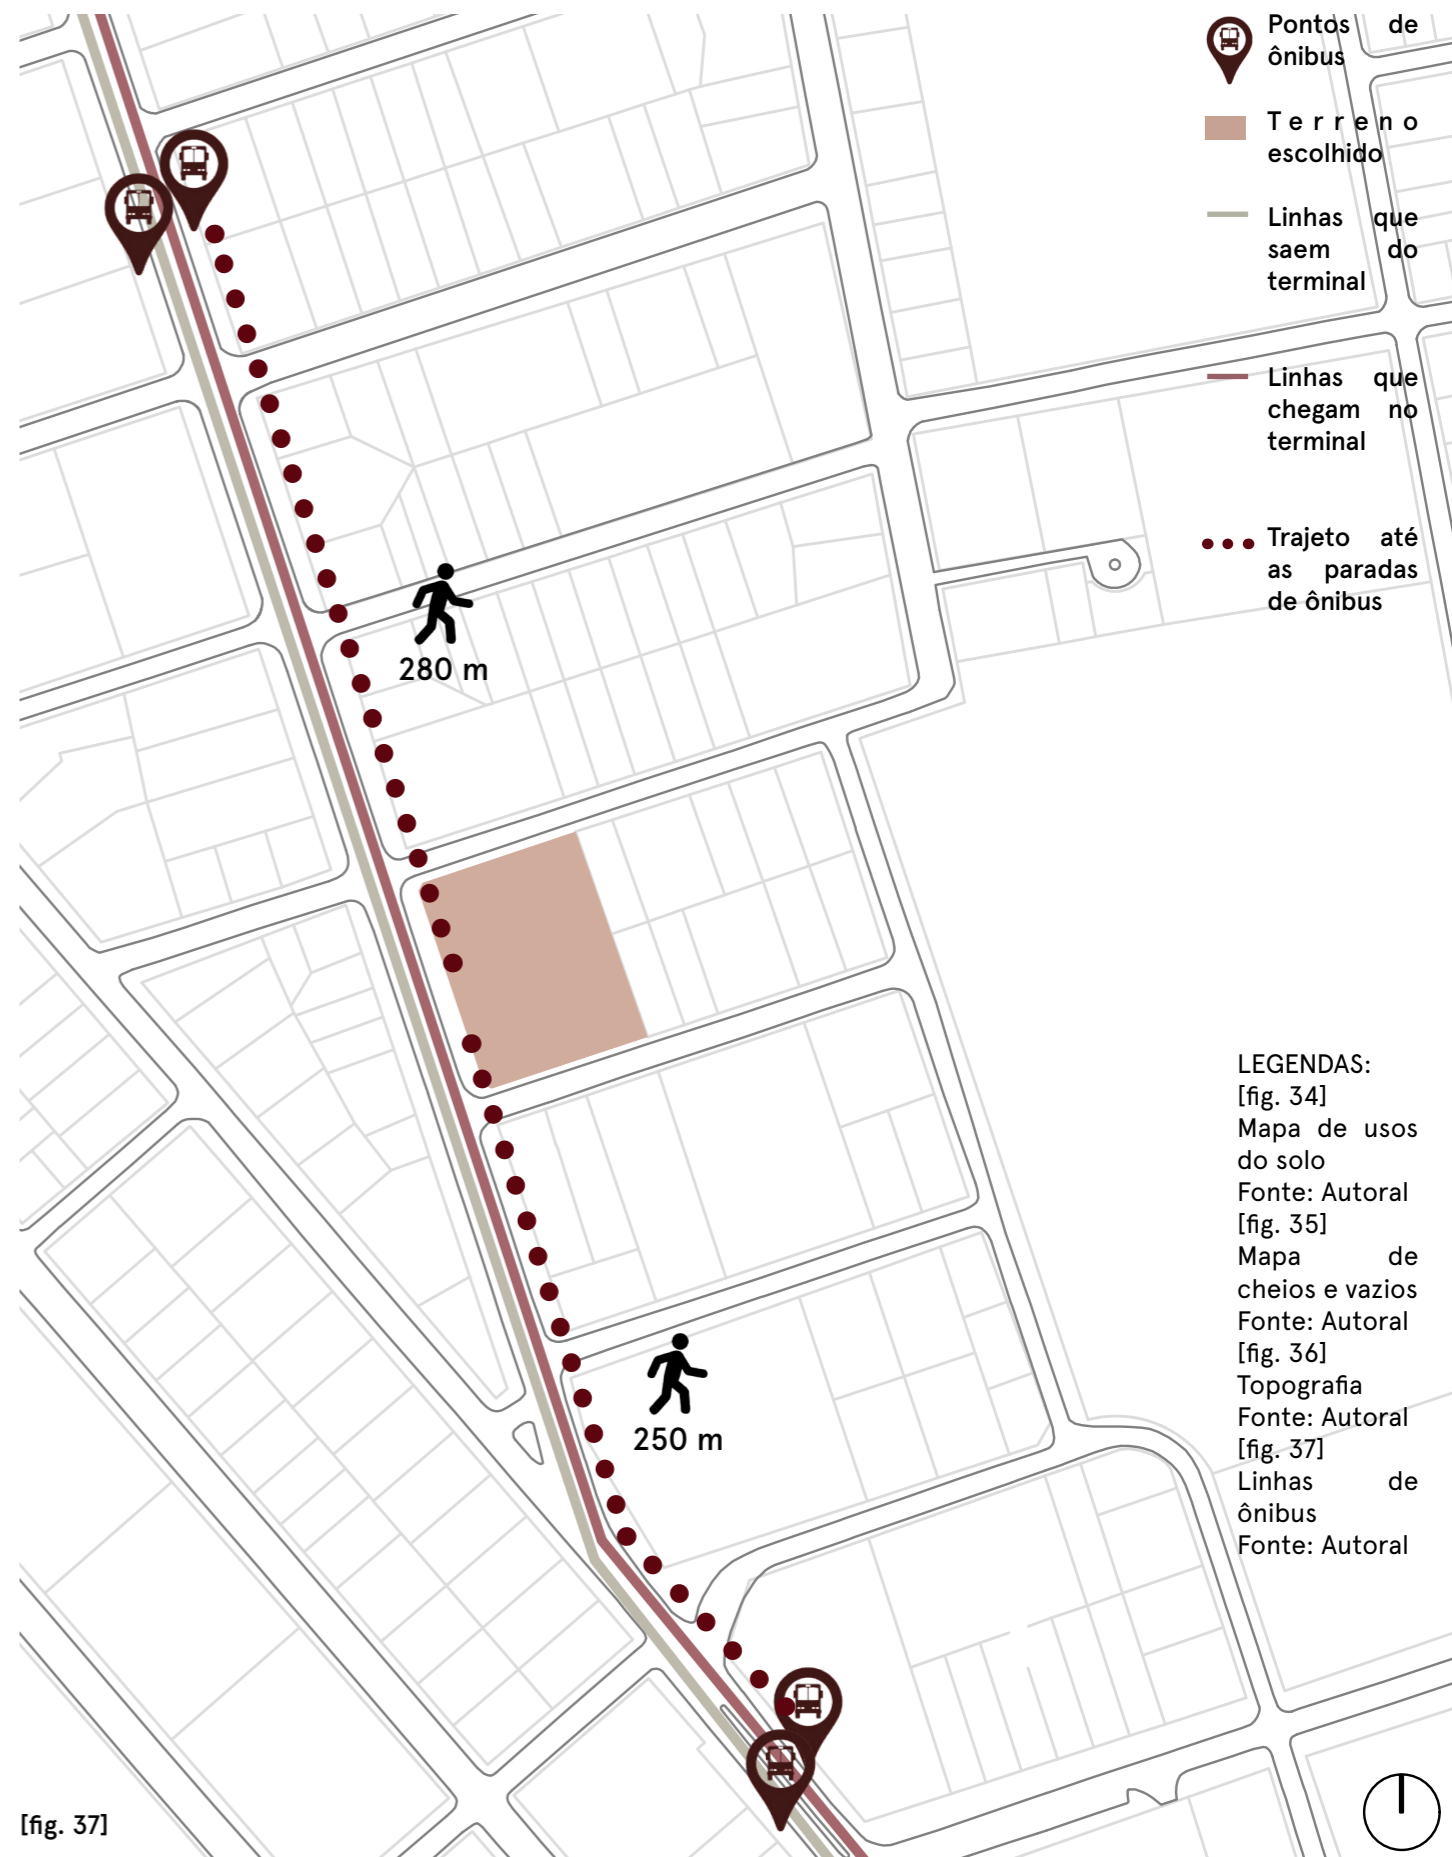 Pontos de
ônibus
Terreno
escolhido
Linhas que
saem do
terminal
Linhas que
chegam no
terminal
Trajeto até
as paradas
de ônibus
280 m
250 m
LEGENDAS:
[fig. 34]
Mapa de usos
do solo
Fonte: Autoral
[fig. 35]
Mapa de
cheios e vazios
Fonte: Autoral
[fig. 36]
Topografia
Fonte: Autoral
[fig. 37]
Linhas de
ônibus
Fonte: Autoral
[fig. 37]